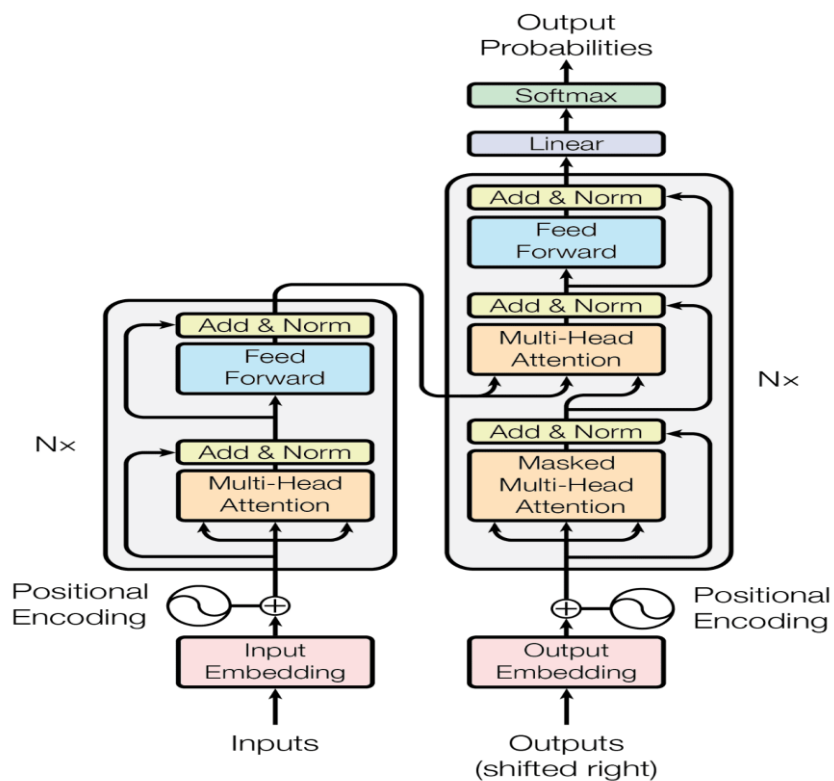 Output
Probabilities
Softmax
Linear
Add & Norm
Feed
Forward
Add & Norm
Multi-Head
Attention
Add & Norm
Masked
Multi-Head
Attention
Nx
Positional
Encoding
Output
Embedding
Outputs
(shifted right)
Add & Norm
Feed
Forward
Add & Norm
Multi-Head
Attention
Nx
Positional
Encoding
Input
Embedding
Inputs